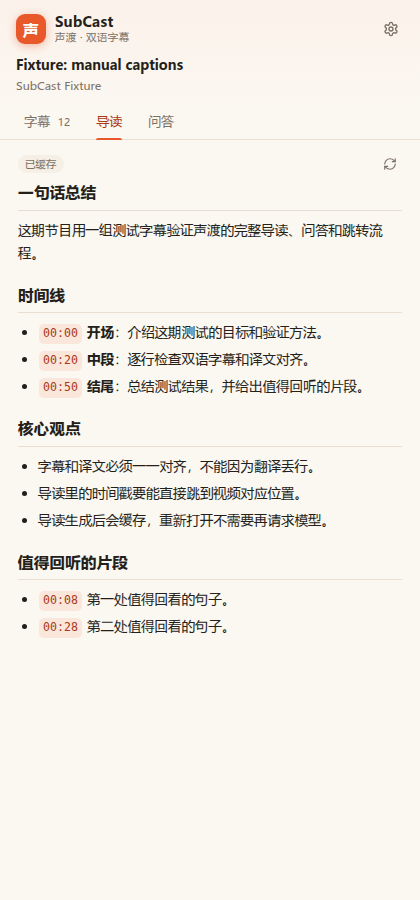 声
SubCast
声渡 · 双语字幕
Fixture: manual captions
SubCast Fixture
字幕 12 导读 问答
已缓存
一句话总结
这期节目用一组测试字幕验证声渡的完整导读、问答和跳转流
程。
时间线
00:00 开场：介绍这期测试的目标和验证方法。
00:20 中段：逐行检查双语字幕和译文对齐。
00:50 结尾：总结测试结果，并给出值得回听的片段。
核心观点
字幕和译文必须一一对齐，不能因为翻译丢行。
导读里的时间戳要能直接跳到视频对应位置。
导读生成后会缓存，重新打开不需要再请求模型。
值得回听的片段
00:08 第一处值得回看的句子。
00:28 第二处值得回看的句子。